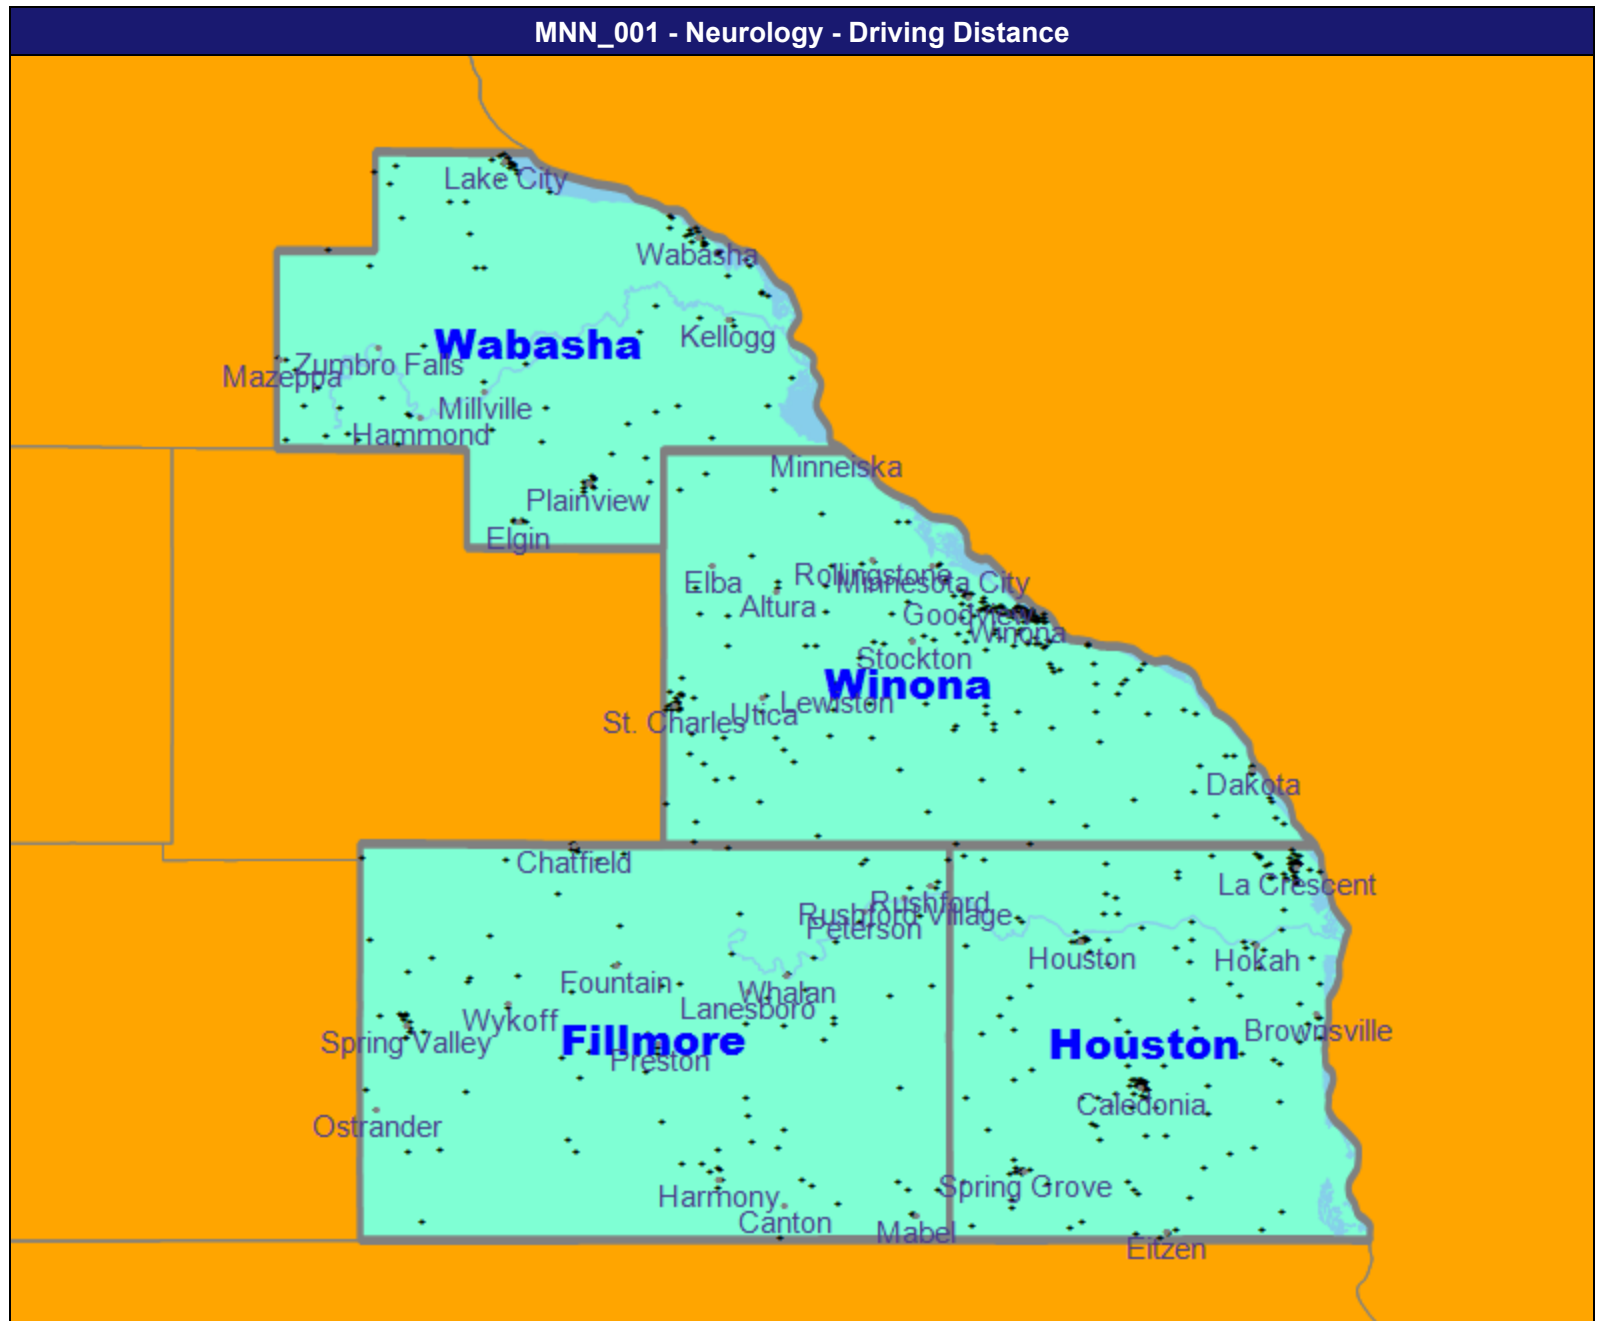 MNN_001 - Neurology - Driving Distance
Lake City
Wabasha
Kellogg
Wabasha
Zumbro Falls
Mazeppa
Millville
Hammond
Minneiska
Plainview
Elgin
Rollingstone
Elba
Minnesota City
Altura
Goodview
Winona
Stockton
Winona
Lewiston
Utica
St. Charles
Dakota
Chatfield
La Crescent
Rushford
Rushford Village
Peterson
Houston
Hokah
Fountain
Whalan
Lanesboro
Wykoff
Brownsville
Spring Valley
Fillmore
Houston
Preston
Caledonia
Ostrander
Spring Grove
Harmony
Canton
Mabel
Eitzen